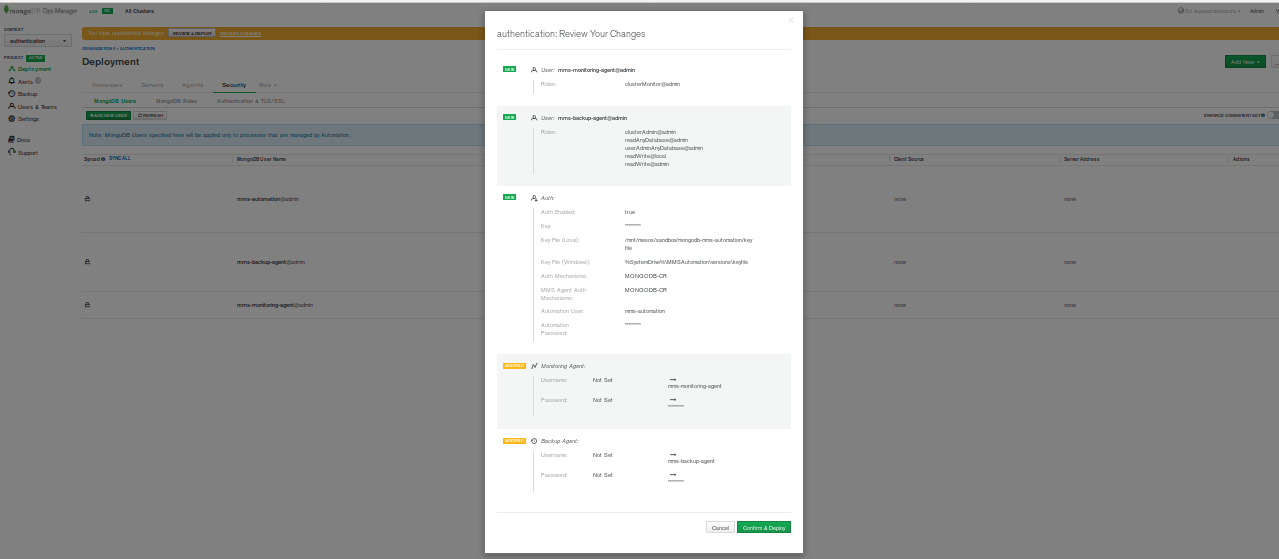 mongoDB Ops Manager
All Clusters
Admin
CONTEXT
authentication
You have unpublished changes
REVIEW & DEPLOY
DISCARD CHANGES
PROJECT
ACTIVE
Deployment
Alerts
Backup
Users & Teams
Settings
Docs
Support
Deployment
Add New
Processes
Servers
Agents
Security
More
MongoDB Users
MongoDB Roles
Authentication & TLS/SSL
ADD NEW USER
REFRESH
ENFORCE CONSISTENT SET
Note: MongoDB Users specified here will be applied only to processes that are managed by Automation.
Synced
SYNC ALL
MongoDB User Name
Client Source
Server Address
Actions
mms-automation@admin
none
none
mms-backup-agent@admin
none
none
mms-monitoring-agent@admin
none
none
×
authentication: Review Your Changes
NEW
User: mms-monitoring-agent@admin
Roles:
clusterMonitor@admin
NEW
User: mms-backup-agent@admin
Roles:
clusterAdmin@admin
readAnyDatabase@admin
userAdminAnyDatabase@admin
readWrite@local
readWrite@admin
NEW
Auth:
Auth Enabled:
true
Key:
********
Key File (Linux):
/mnt/mesos/sandbox/mongodb-mms-automation/key
file
Key File (Windows):
%SystemDrive%\MMSAutomation\versions\keyfile
Auth Mechanisms:
MONGODB-CR
MMS Agent Auth
Mechanisms:
MONGODB-CR
Automation User:
mms-automation
Automation
Password:
********
MODIFIED
Monitoring Agent:
Username:
Not Set
→
mms-monitoring-agent
Password:
Not Set
→
********
MODIFIED
Backup Agent:
Username:
Not Set
→
mms-backup-agent
Password:
Not Set
→
********
Cancel
Confirm & Deploy